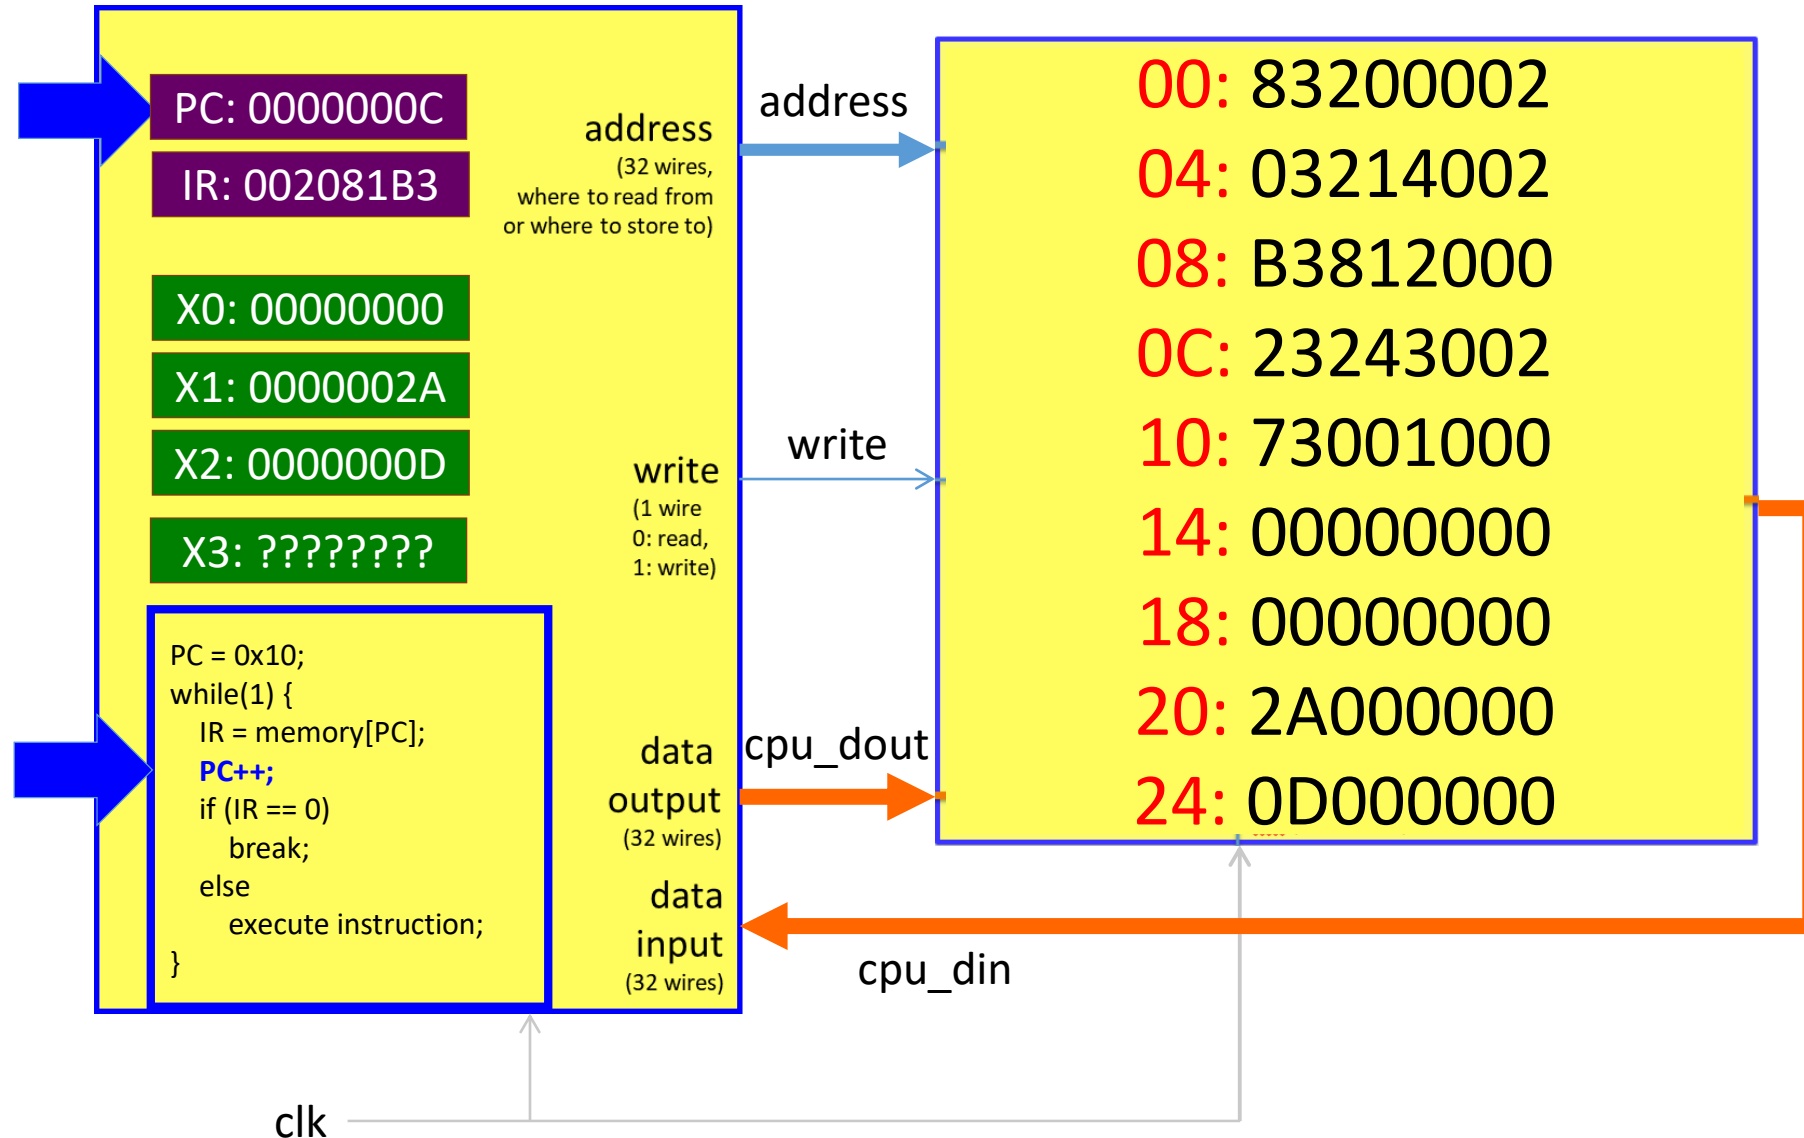 PC: 0000000C
IR: 002081B3
X0: 00000000
X1: 0000002A
X2: 0000000D
X3: ????????
PC = 0x10;
while(1) {
IR = memory[PC];
PC++;
if (IR == 0)
break;
else
execute instruction;
}
address
(32 wires,
where to read from
or where to store to)
write
(1 wire
0: read,
1: write)
data
output
(32 wires)
data
input
(32 wires)
address
write
cpu_dout
cpu_din
clk
00: 83200002
04: 03214002
08: B3812000
0C: 23243002
10: 73001000
14: 00000000
18: 00000000
20: 2A000000
24: 0D000000